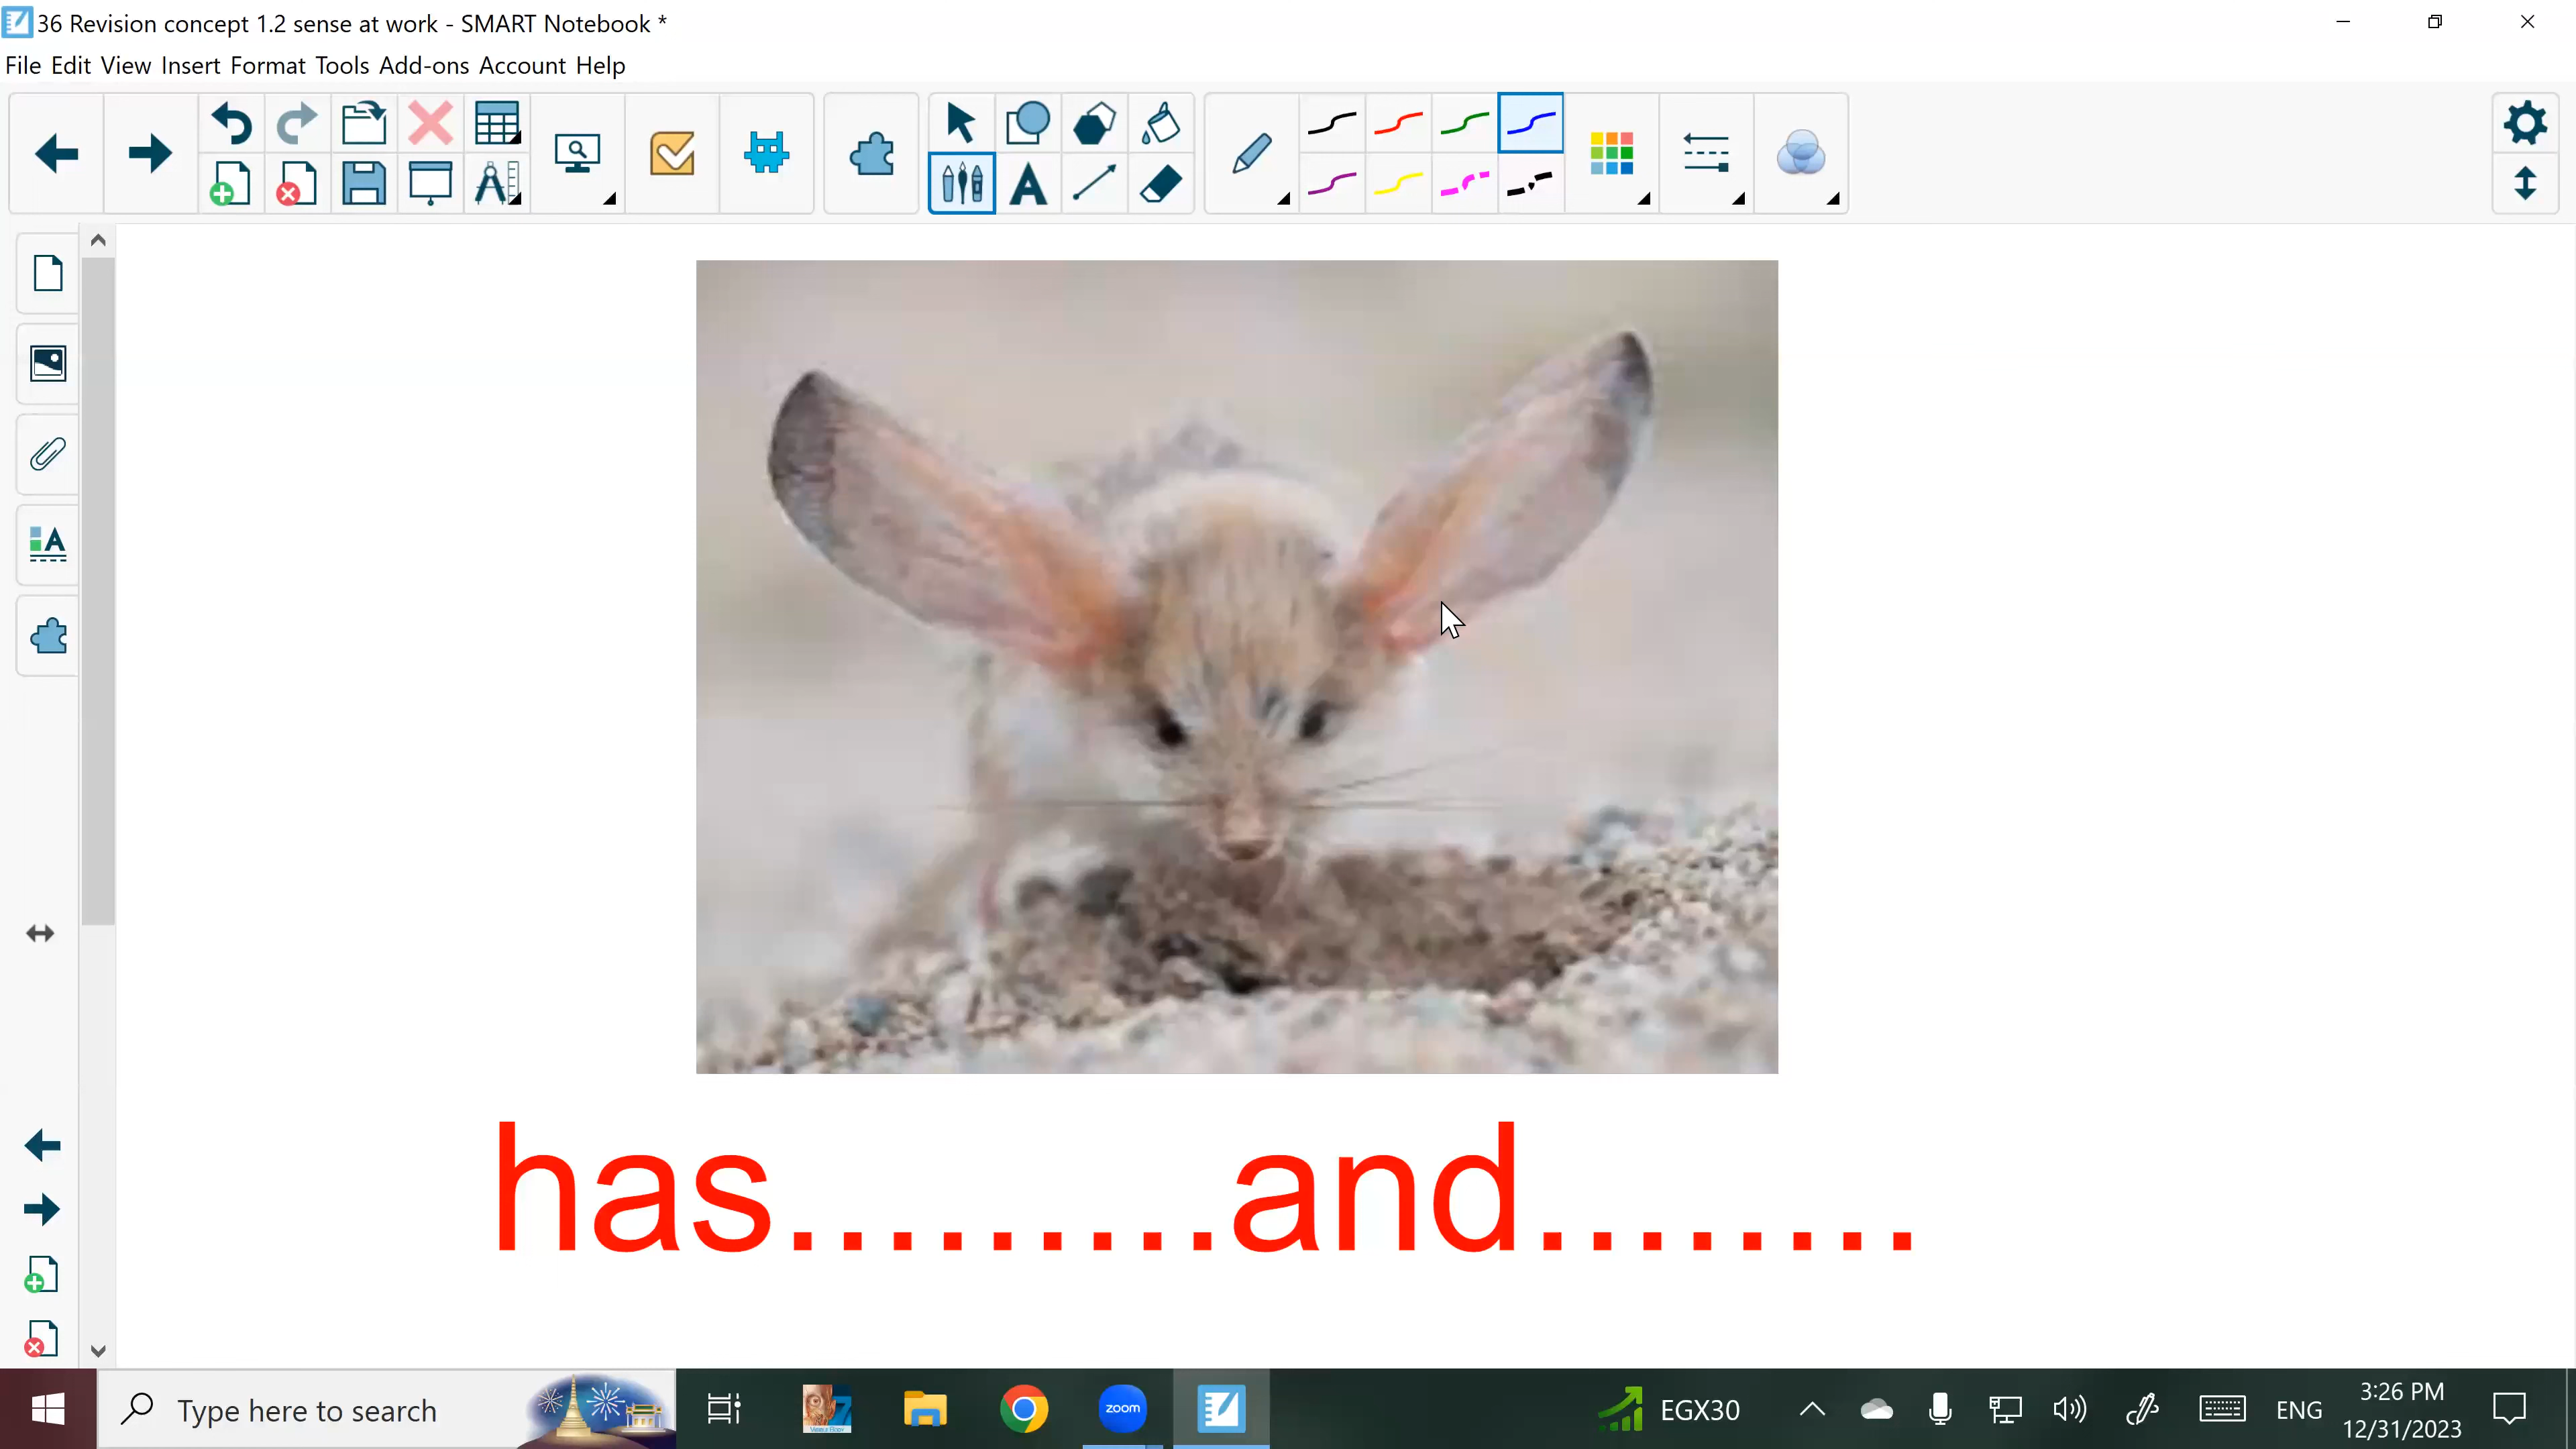 36 Revision concept 1.2 sense at work - SMART Notebook *
File Edit View Insert Format Tools Add-ons Account Help
has.........and........
Type here to search
zoom
EGX30
ENG
3:26 PM
12/31/2023